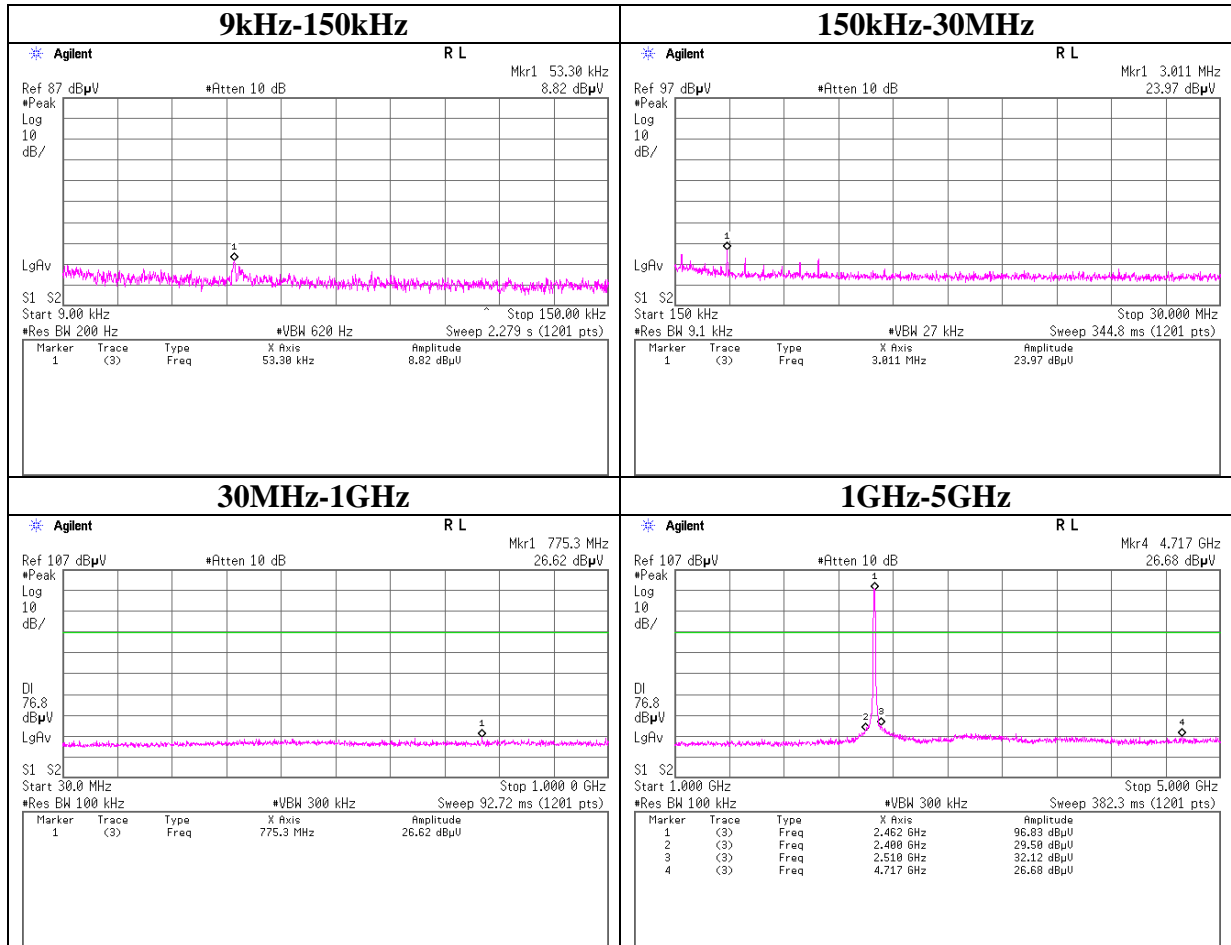 9kHz-150kHz
Agilent R L
Mkr1 53.30 kHz
Ref 87 dBµV #Atten 10 dB 8.82 dBµV
#Peak
Log
10
dB/
1
LgAv
S1 S2
Start 9.00 kHz ^ Stop 150.00 kHz
#Res BW 200 Hz #VBW 620 Hz Sweep 2.279 s (1201 pts)
Marker Trace Type X Axis Amplitude
1 (3) Freq 53.30 kHz 8.82 dBµV
150kHz-30MHz
Agilent R L
Mkr1 3.011 MHz
Ref 97 dBµV #Atten 10 dB 23.97 dBµV
#Peak
Log
10
dB/
1
LgAv
S1 S2
Start 150 kHz Stop 30.000 MHz
#Res BW 9.1 kHz #VBW 27 kHz Sweep 344.8 ms (1201 pts)
Marker Trace Type X Axis Amplitude
1 (3) Freq 3.011 MHz 23.97 dBµV
30MHz-1GHz
Agilent R L
Mkr1 775.3 MHz
Ref 107 dBµV #Atten 10 dB 26.62 dBµV
#Peak
Log
10
dB/
DI
76.8
dBµV
1
LgAv
S1 S2
Start 30.0 MHz Stop 1.000 0 GHz
#Res BW 100 kHz #VBW 300 kHz Sweep 92.72 ms (1201 pts)
Marker Trace Type X Axis Amplitude
1 (3) Freq 775.3 MHz 26.62 dBµV
1GHz-5GHz
Agilent R L
Mkr4 4.717 GHz
Ref 107 dBµV #Atten 10 dB 26.68 dBµV
#Peak
1
Log
10
dB/
DI
76.8
dBµV
2 3 4
LgAv
S1 S2
Start 1.000 GHz Stop 5.000 GHz
#Res BW 100 kHz #VBW 300 kHz Sweep 382.3 ms (1201 pts)
Marker Trace Type X Axis Amplitude
1 (3) Freq 2.462 GHz 96.83 dBµV
2 (3) Freq 2.400 GHz 29.50 dBµV
3 (3) Freq 2.510 GHz 32.12 dBµV
4 (3) Freq 4.717 GHz 26.68 dBµV